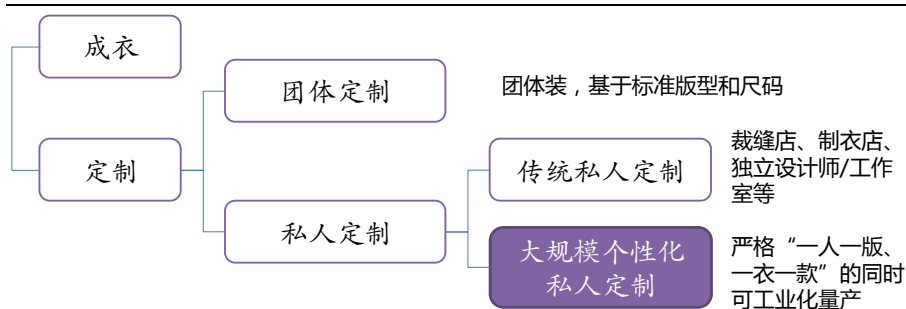 成衣
团体定制
团体装，基于标准版型和尺码
定制
传统私人定制
裁缝店、制衣店、
独立设计师/工作
室等
私人定制
大规模个性化
私人定制
严格“一人一版、
一衣一款”的同时
可工业化量产